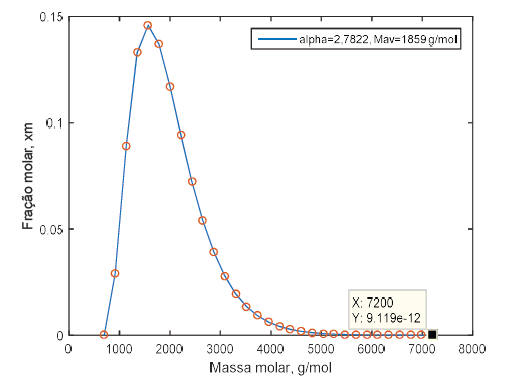 0.15
alpha=2,7822, Mav=1859 g/mol
0.1
Fração molar, xm
0.05
X: 7200
Y: 9.119e-12
0
0 1000 2000 3000 4000 5000 6000 7000 8000
Massa molar, g/mol